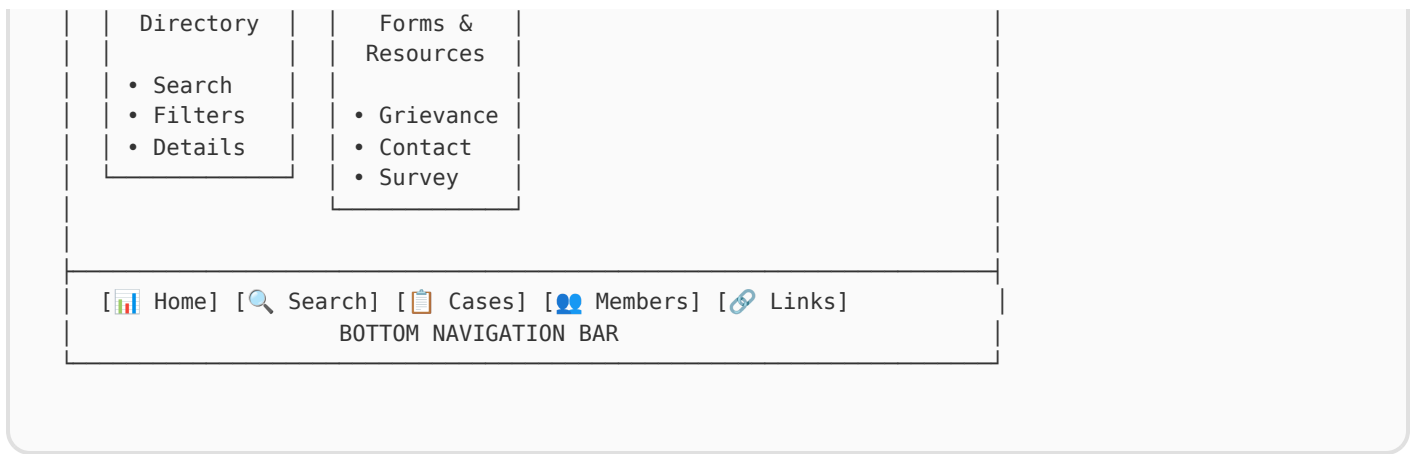 Directory Forms &
Resources
• Search
• Filters • Grievance
• Details • Contact
• Survey
[📊 Home] [🔍 Search] [📋 Cases] [👥 Members] [🔗 Links]
BOTTOM NAVIGATION BAR